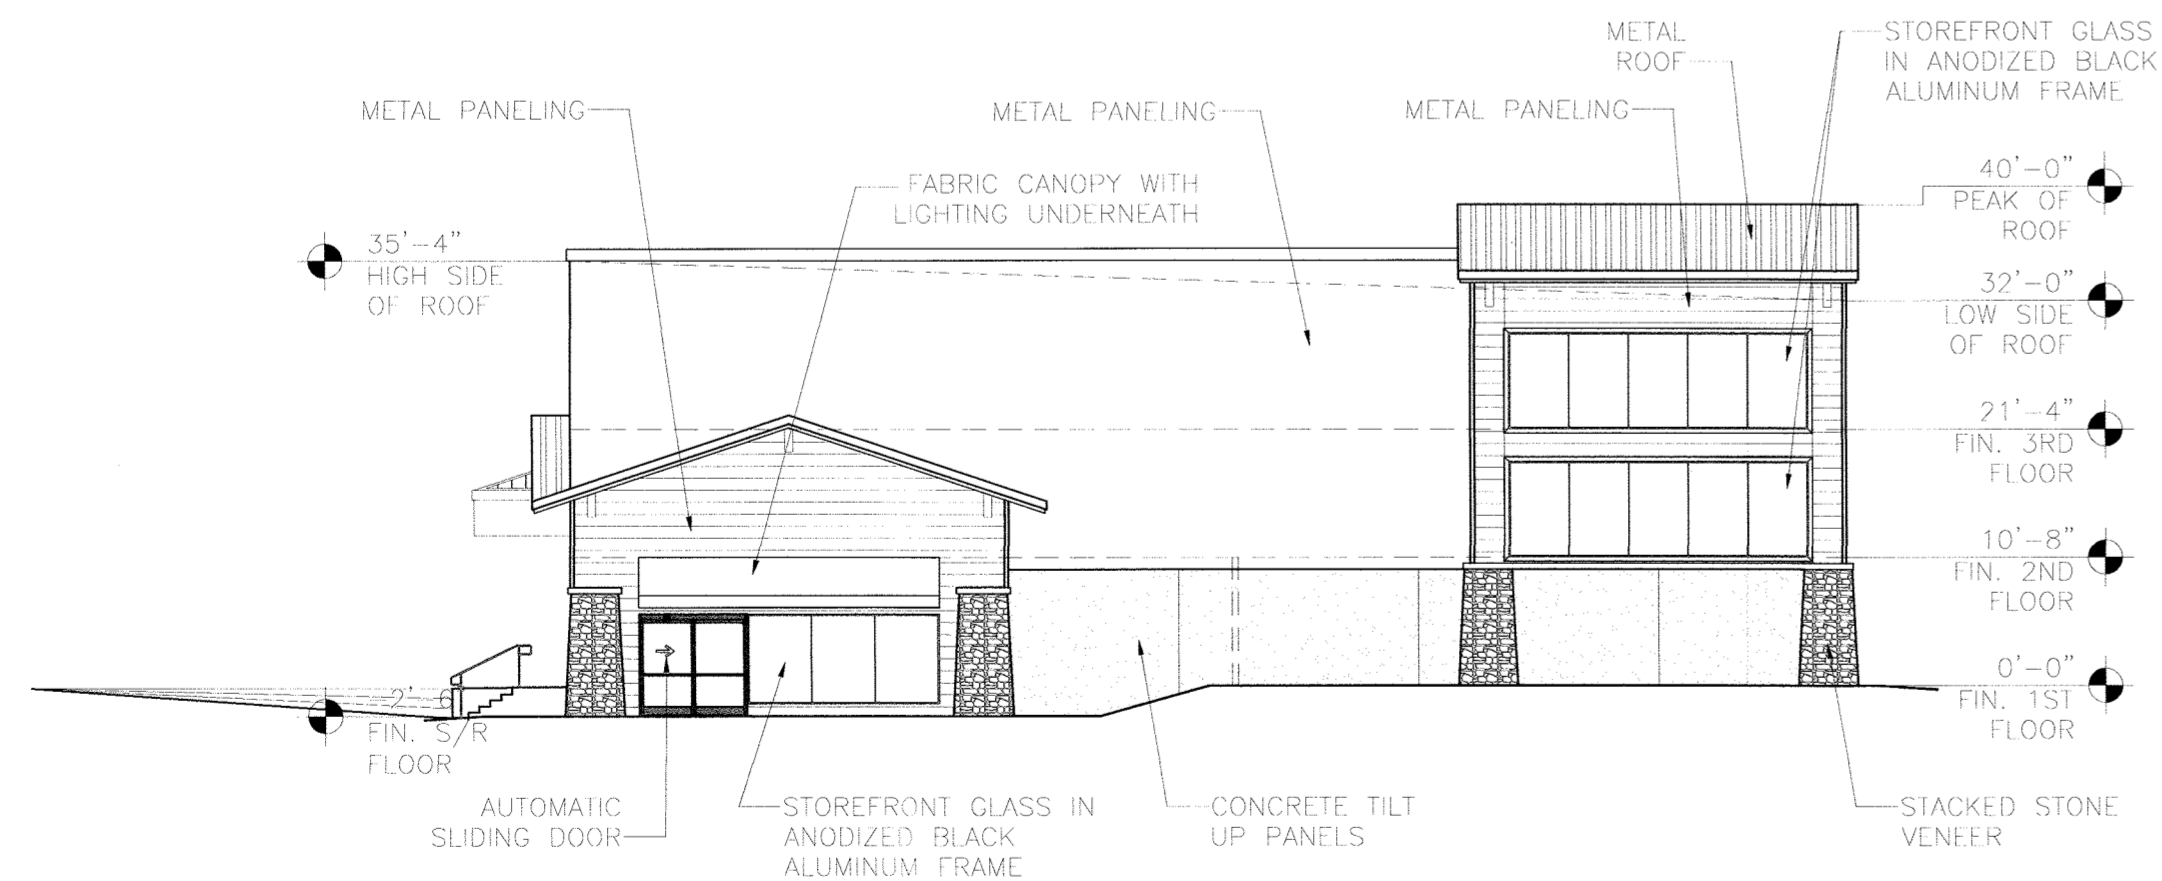 METAL
ROOF
STOREFRONT GLASS
IN ANODIZED BLACK
ALUMINUM FRAME
METAL PANELING
METAL PANELING
METAL PANELING
FABRIC CANOPY WITH
LIGHTING UNDERNEATH
40'-0"
PEAK OF
ROOF
35'-4"
HIGH SIDE
OF ROOF
32'-0"
LOW SIDE
OF ROOF
21'-4"
FIN. 3RD
FLOOR
10'-8"
FIN. 2ND
FLOOR
0'-0"
FIN. 1ST
FLOOR
2'
FIN. S/R
FLOOR
AUTOMATIC
SLIDING DOOR
STOREFRONT GLASS IN
ANODIZED BLACK
ALUMINUM FRAME
CONCRETE TILT
UP PANELS
STACKED STONE
VENEER